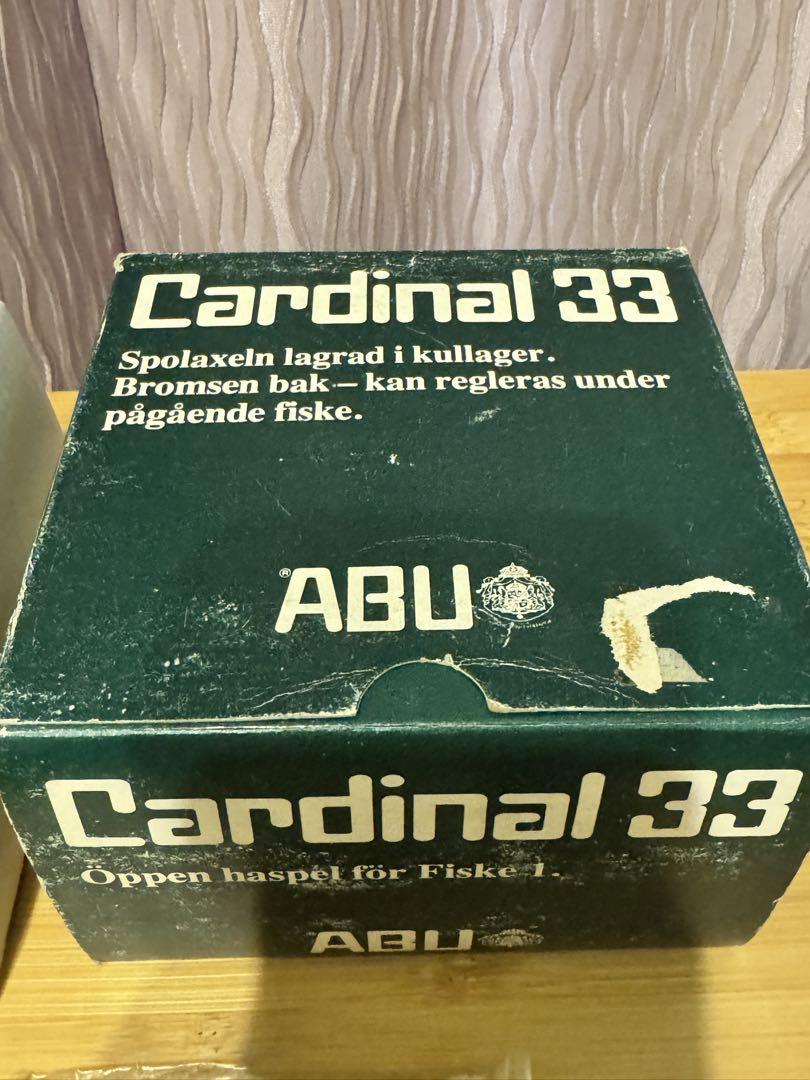 Cardinal 33
Spolaxeln lagrad i kullager.
Bromsen bak – kan regleras under
pågående fiske.
® ABU
Cardinal 33
Öppen haspel för Fiske 1.
ABU